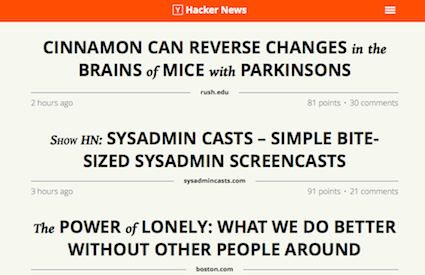 Y Hacker News
CINNAMON CAN REVERSE CHANGES in the
BRAINS of MICE with PARKINSONS
rush.edu
2 hours ago 81 points • 30 comments
Show HN: SYSADMIN CASTS – SIMPLE BITE-
SIZED SYSADMIN SCREENCASTS
sysadmincasts.com
3 hours ago 91 points • 21 comments
The POWER of LONELY: WHAT WE DO BETTER
WITHOUT OTHER PEOPLE AROUND
boston.com